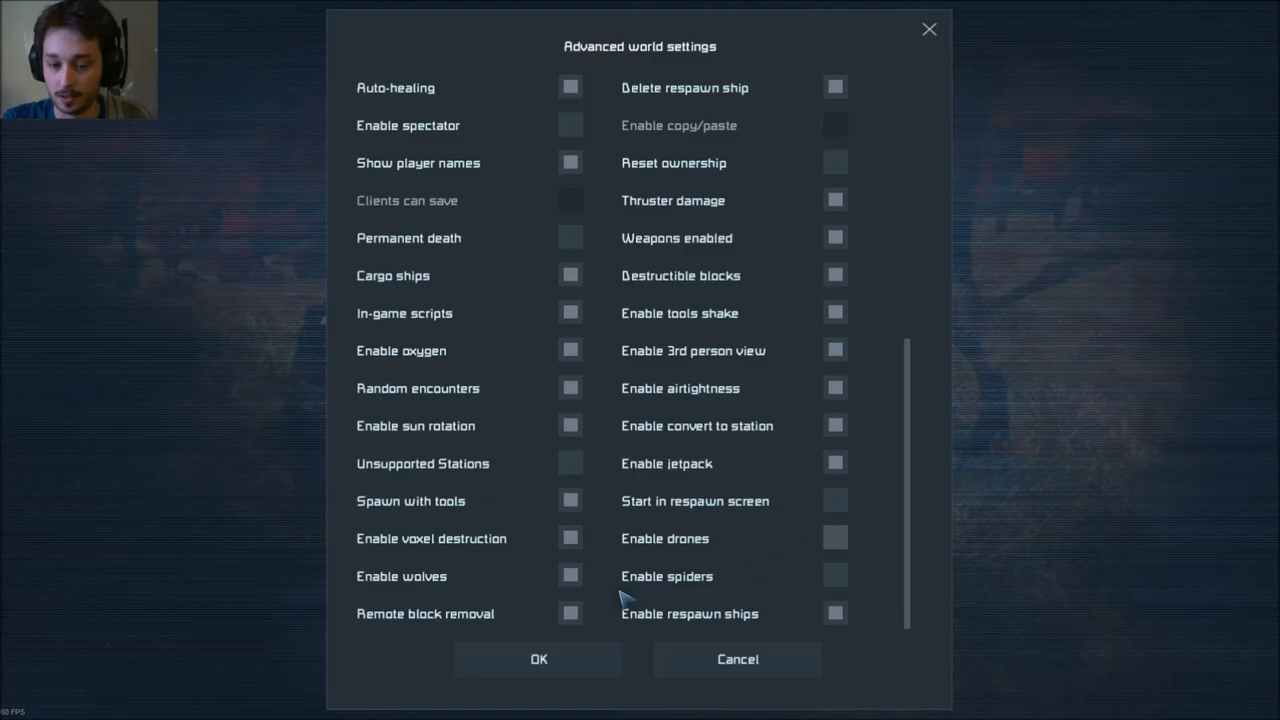 Advanced world settings
Auto-healing
Delete respawn ship
Enable spectator
Enable copy/paste
Show player names
Reset ownership
Clients can save
Thruster damage
Permanent death
Weapons enabled
Cargo ships
Destructible blocks
In-game scripts
Enable tools shake
Enable oxygen
Enable 3rd person view
Random encounters
Enable airtightness
Enable sun rotation
Enable convert to station
Unsupported Stations
Enable jetpack
Spawn with tools
Start in respawn screen
Enable voxel destruction
Enable drones
Enable wolves
Enable spiders
Remote block removal
Enable respawn ships
OK
Cancel
60 FPS